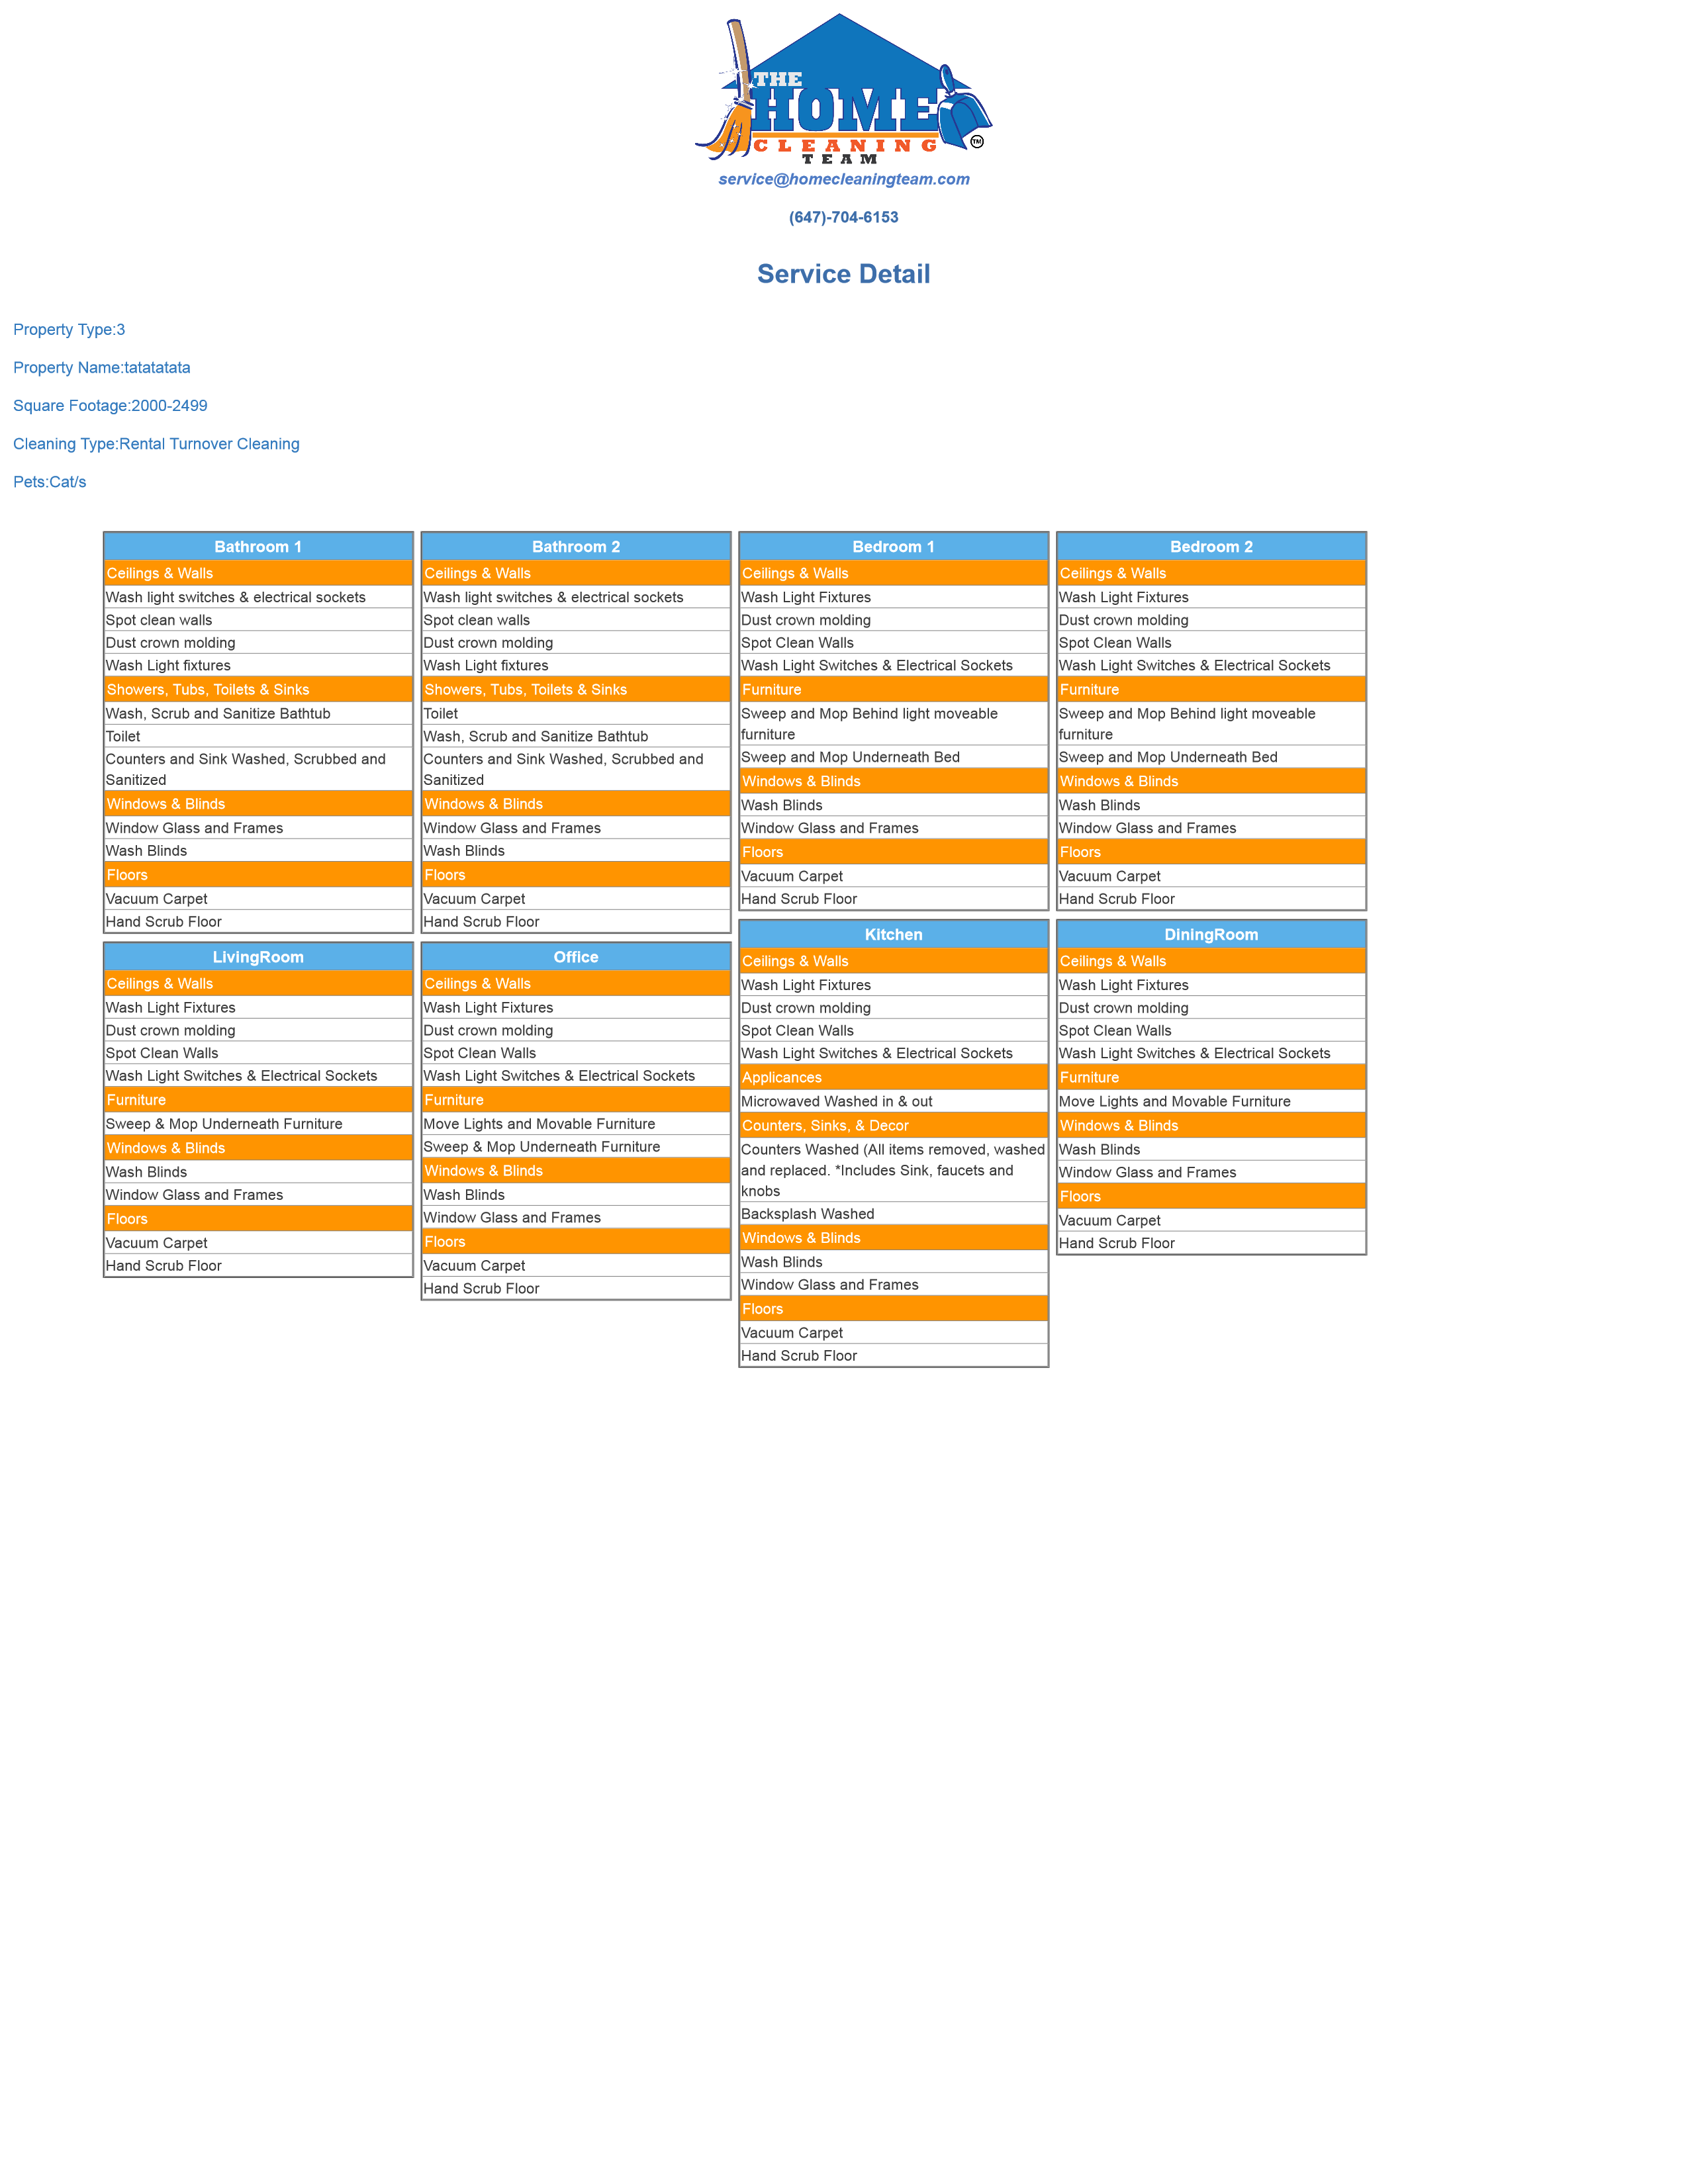 THE
HOME
CLEANING
TEAM
TM
service@homecleaningteam.com
(647)-704-6153
Service Detail
Property Type:3
Property Name:tatatatata
Square Footage:2000-2499
Cleaning Type:Rental Turnover Cleaning
Pets:Cat/s
Bathroom 1
Ceilings & Walls
Wash light switches & electrical sockets
Spot clean walls
Dust crown molding
Wash Light fixtures
Showers, Tubs, Toilets & Sinks
Wash, Scrub and Sanitize Bathtub
Toilet
Counters and Sink Washed, Scrubbed and
Sanitized
Windows & Blinds
Window Glass and Frames
Wash Blinds
Floors
Vacuum Carpet
Hand Scrub Floor
Bathroom 2
Ceilings & Walls
Wash light switches & electrical sockets
Spot clean walls
Dust crown molding
Wash Light fixtures
Showers, Tubs, Toilets & Sinks
Toilet
Wash, Scrub and Sanitize Bathtub
Counters and Sink Washed, Scrubbed and
Sanitized
Windows & Blinds
Window Glass and Frames
Wash Blinds
Floors
Vacuum Carpet
Hand Scrub Floor
Bedroom 1
Ceilings & Walls
Wash Light Fixtures
Dust crown molding
Spot Clean Walls
Wash Light Switches & Electrical Sockets
Furniture
Sweep and Mop Behind light moveable
furniture
Sweep and Mop Underneath Bed
Windows & Blinds
Wash Blinds
Window Glass and Frames
Floors
Vacuum Carpet
Hand Scrub Floor
Bedroom 2
Ceilings & Walls
Wash Light Fixtures
Dust crown molding
Spot Clean Walls
Wash Light Switches & Electrical Sockets
Furniture
Sweep and Mop Behind light moveable
furniture
Sweep and Mop Underneath Bed
Windows & Blinds
Wash Blinds
Window Glass and Frames
Floors
Vacuum Carpet
Hand Scrub Floor
LivingRoom
Ceilings & Walls
Wash Light Fixtures
Dust crown molding
Spot Clean Walls
Wash Light Switches & Electrical Sockets
Furniture
Sweep & Mop Underneath Furniture
Windows & Blinds
Wash Blinds
Window Glass and Frames
Floors
Vacuum Carpet
Hand Scrub Floor
Office
Ceilings & Walls
Wash Light Fixtures
Dust crown molding
Spot Clean Walls
Wash Light Switches & Electrical Sockets
Furniture
Move Lights and Movable Furniture
Sweep & Mop Underneath Furniture
Windows & Blinds
Wash Blinds
Window Glass and Frames
Floors
Vacuum Carpet
Hand Scrub Floor
Kitchen
Ceilings & Walls
Wash Light Fixtures
Dust crown molding
Spot Clean Walls
Wash Light Switches & Electrical Sockets
Applicances
Microwaved Washed in & out
Counters, Sinks, & Decor
Counters Washed (All items removed, washed
and replaced. *Includes Sink, faucets and
knobs
Backsplash Washed
Windows & Blinds
Wash Blinds
Window Glass and Frames
Floors
Vacuum Carpet
Hand Scrub Floor
DiningRoom
Ceilings & Walls
Wash Light Fixtures
Dust crown molding
Spot Clean Walls
Wash Light Switches & Electrical Sockets
Furniture
Move Lights and Movable Furniture
Windows & Blinds
Wash Blinds
Window Glass and Frames
Floors
Vacuum Carpet
Hand Scrub Floor